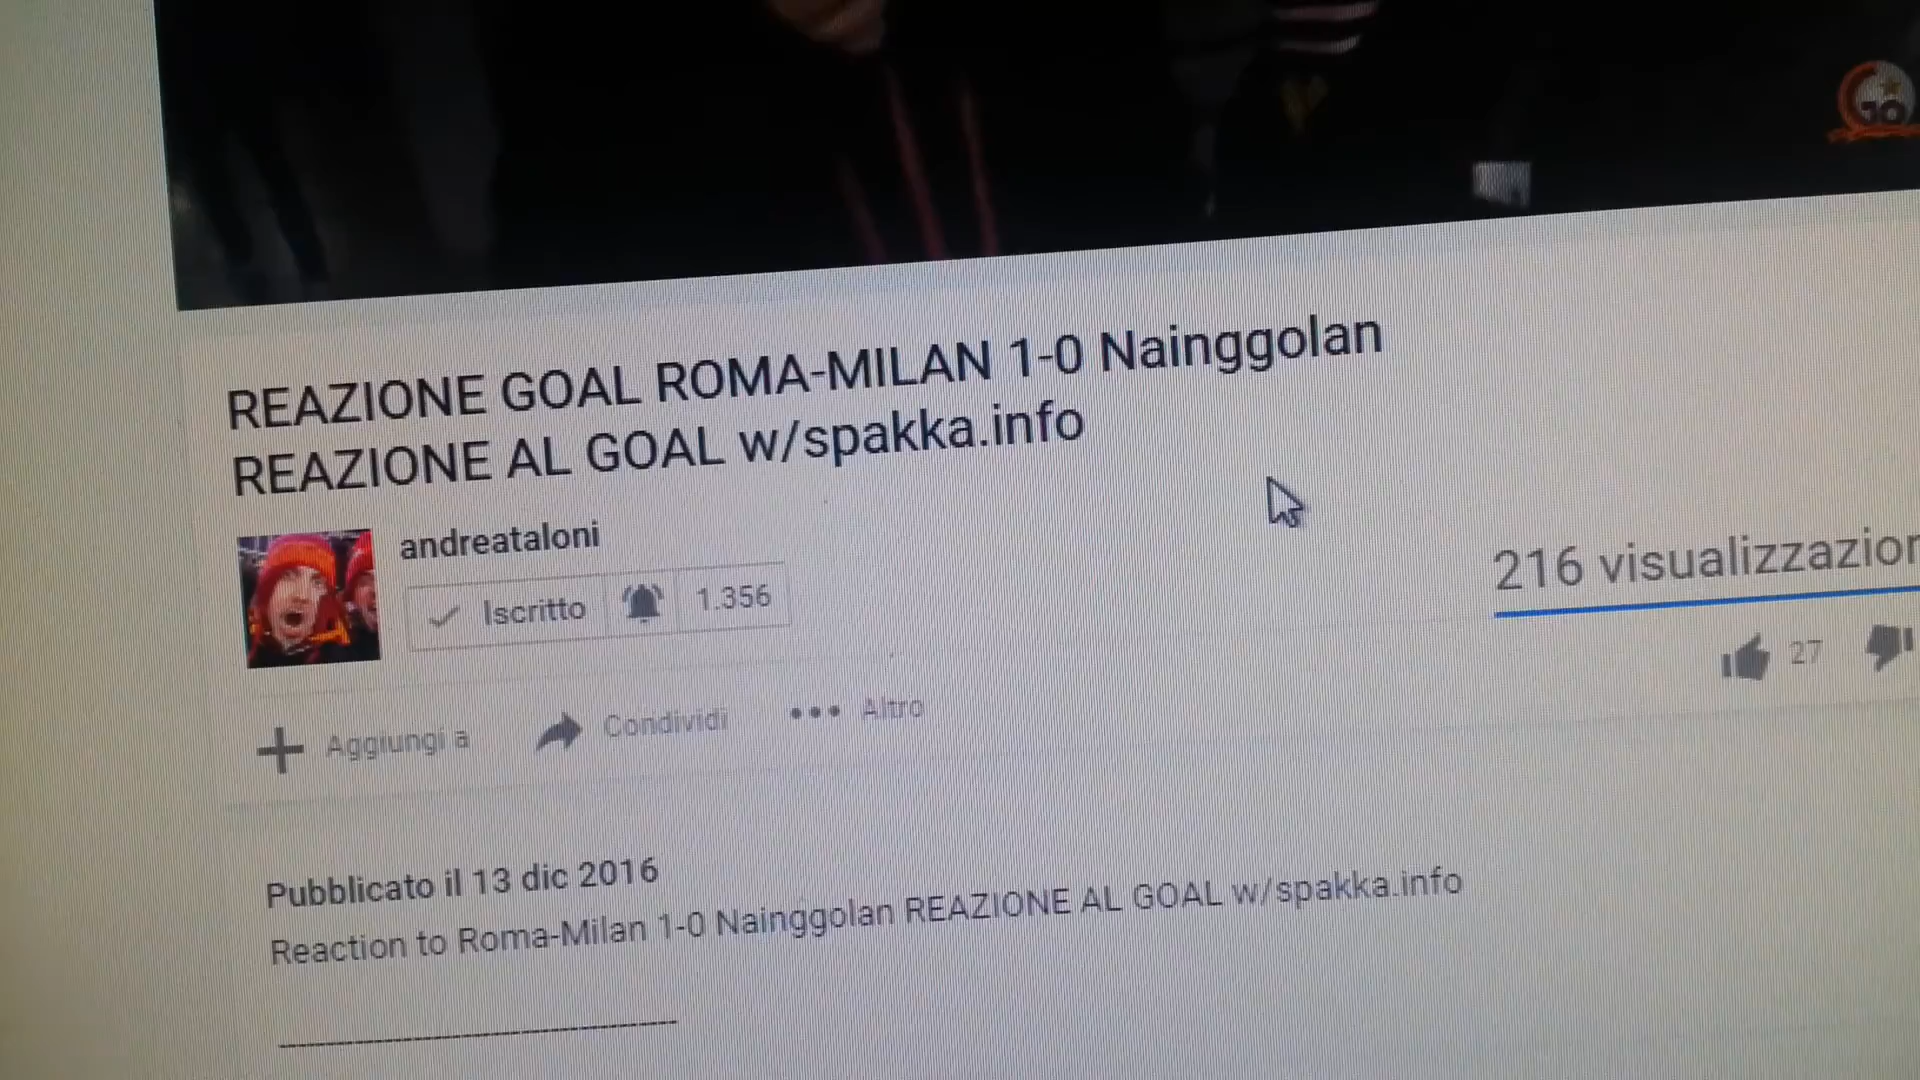 REAZIONE GOAL ROMA-MILAN 1-0 Nainggolan
REAZIONE AL GOAL w/spakka.info
andreataloni
Iscritto 1.356
216 visualizzazion
27
Aggiungi a Condividi Altro
Pubblicato il 13 dic 2016
Reaction to Roma-Milan 1-0 Nainggolan REAZIONE AL GOAL w/spakka.info